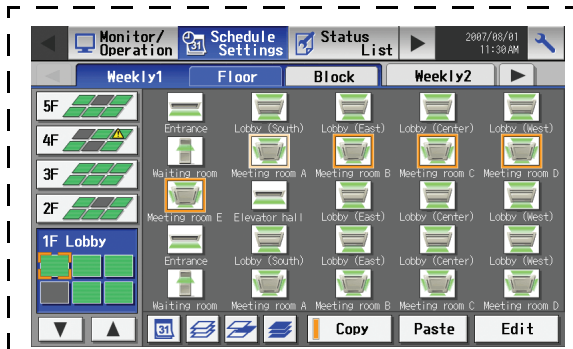 Monitor/
Operation
31
Schedule
Settings
Status
List
2007/08/01
11:30 AM
Weekly1
Floor
Block
Weekly2
5F
4F
3F
2F
1F Lobby
Entrance
Lobby (South)
Lobby (East)
Lobby (Center)
Lobby (West)
Waiting room
Meeting room A
Meeting room B
Meeting room C
Meeting room D
Meeting room E
Elevator hall
Lobby (East)
Lobby (Center)
Lobby (West)
Entrance
Lobby (South)
Lobby (East)
Lobby (Center)
Lobby (West)
Waiting room
Meeting room A
Meeting room B
Meeting room C
Meeting room D
31
Copy
Paste
Edit